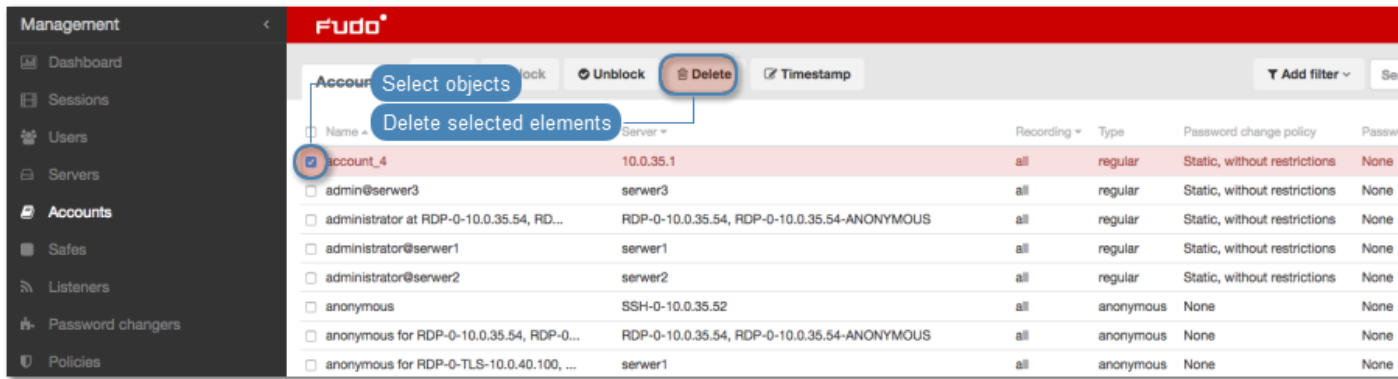 Management
Dashboard
Sessions
Users
Servers
Accounts
Safes
Listeners
Password changers
Policies
Fudo
Accoun
ock
Unblock
Delete
Timestamp
Add filter
Se
Select objects
Delete selected elements
Name
Server
Recording
Type
Password change policy
Passw
account_4 10.0.35.1 all regular Static, without restrictions None
admin@serwer3 serwer3 all regular Static, without restrictions None
administrator at RDP-0-10.0.35.54, RD... RDP-0-10.0.35.54, RDP-0-10.0.35.54-ANONYMOUS all regular Static, without restrictions None
administrator@serwer1 serwer1 all regular Static, without restrictions None
administrator@serwer2 serwer2 all regular Static, without restrictions None
anonymous SSH-0-10.0.35.52 all anonymous None None
anonymous for RDP-0-10.0.35.54, RDP-0... RDP-0-10.0.35.54, RDP-0-10.0.35.54-ANONYMOUS all anonymous None None
anonymous for RDP-0-TLS-10.0.40.100, ... serwer1 all anonymous None None